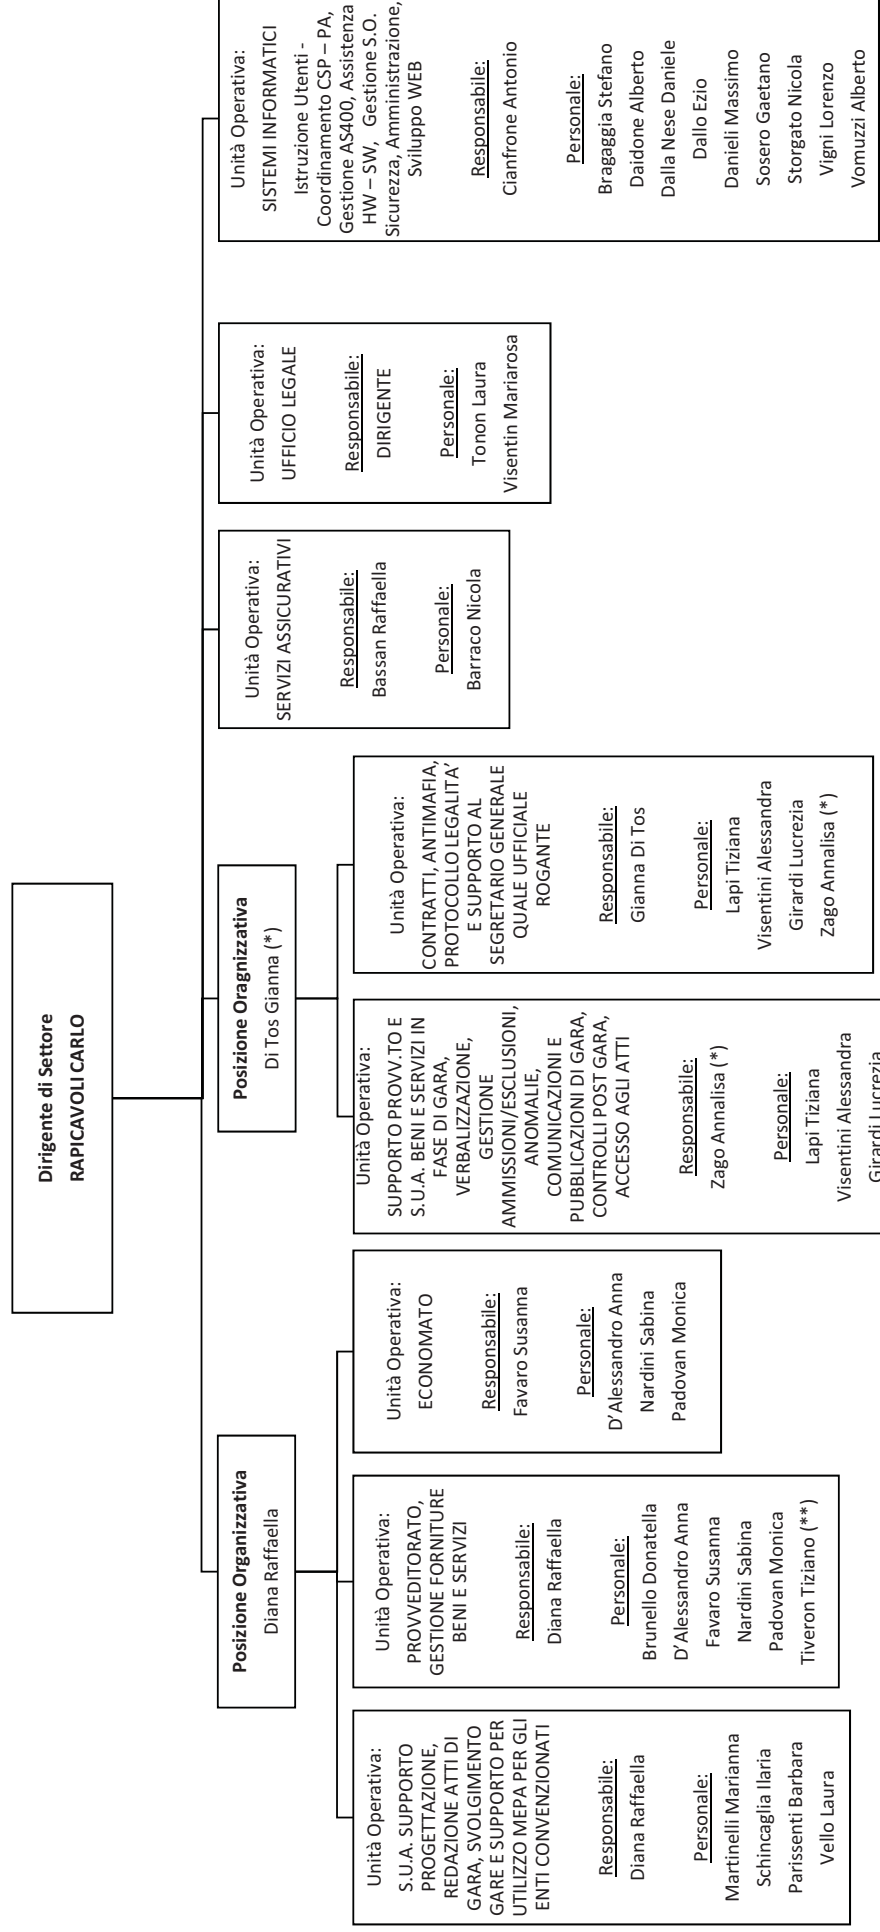 Dirigente di Settore
RAPICAVOLI CARLO
Posizione Organizzativa
Diana Raffaella
Posizione Oragnizzativa
Di Tos Gianna (*)
Unità Operativa:
S.U.A. SUPPORTO
PROGETTAZIONE,
REDAZIONE ATTI DI
GARA, SVOLGIMENTO
GARE E SUPPORTO PER
UTILIZZO MEPA PER GLI
ENTI CONVENZIONATI
Responsabile:
Diana Raffaella
Personale:
Martinelli Marianna
Schincaglia Ilaria
Parissenti Barbara
Vello Laura
Unità Operativa:
PROVVEDITORATO,
GESTIONE FORNITURE
BENI E SERVIZI
Responsabile:
Diana Raffaella
Personale:
Brunello Donatella
D'Alessandro Anna
Favaro Susanna
Nardini Sabina
Padovan Monica
Tiveron Tiziano (**)
Unità Operativa:
ECONOMATO
Responsabile:
Favaro Susanna
Personale:
D'Alessandro Anna
Nardini Sabina
Padovan Monica
Unità Operativa:
SUPPORTO PROVV.TO E
S.U.A. BENI E SERVIZI IN
FASE DI GARA,
VERBALIZZAZIONE,
GESTIONE
AMMISSIONI/ESCLUSIONI,
ANOMALIE,
COMUNICAZIONI E
PUBBLICAZIONI DI GARA,
CONTROLLI POST GARA,
ACCESSO AGLI ATTI
Responsabile:
Zago Annalisa (*)
Personale:
Lapi Tiziana
Visentini Alessandra
Girardi Lucrezia
Unità Operativa:
CONTRATTI, ANTIMAFIA,
PROTOCOLLO LEGALITA'
E SUPPORTO AL
SEGRETARIO GENERALE
QUALE UFFICIALE
ROGANTE
Responsabile:
Gianna Di Tos
Personale:
Lapi Tiziana
Visentini Alessandra
Girardi Lucrezia
Zago Annalisa (*)
Unità Operativa:
SERVIZI ASSICURATIVI
Responsabile:
Bassan Raffaella
Personale:
Barraco Nicola
Unità Operativa:
UFFICIO LEGALE
Responsabile:
DIRIGENTE
Personale:
Tonon Laura
Visentin Mariarosa
Unità Operativa:
SISTEMI INFORMATICI
Istruzione Utenti -
Coordinamento CSP – PA,
Gestione AS400, Assistenza
HW – SW, Gestione S.O.
Sicurezza, Amministrazione,
Sviluppo WEB
Responsabile:
Cianfrone Antonio
Personale:
Bragaggia Stefano
Daidone Alberto
Dalla Nese Daniele
Dallo Ezio
Danieli Massimo
Sosero Gaetano
Storgato Nicola
Vigni Lorenzo
Vomuzzi Alberto